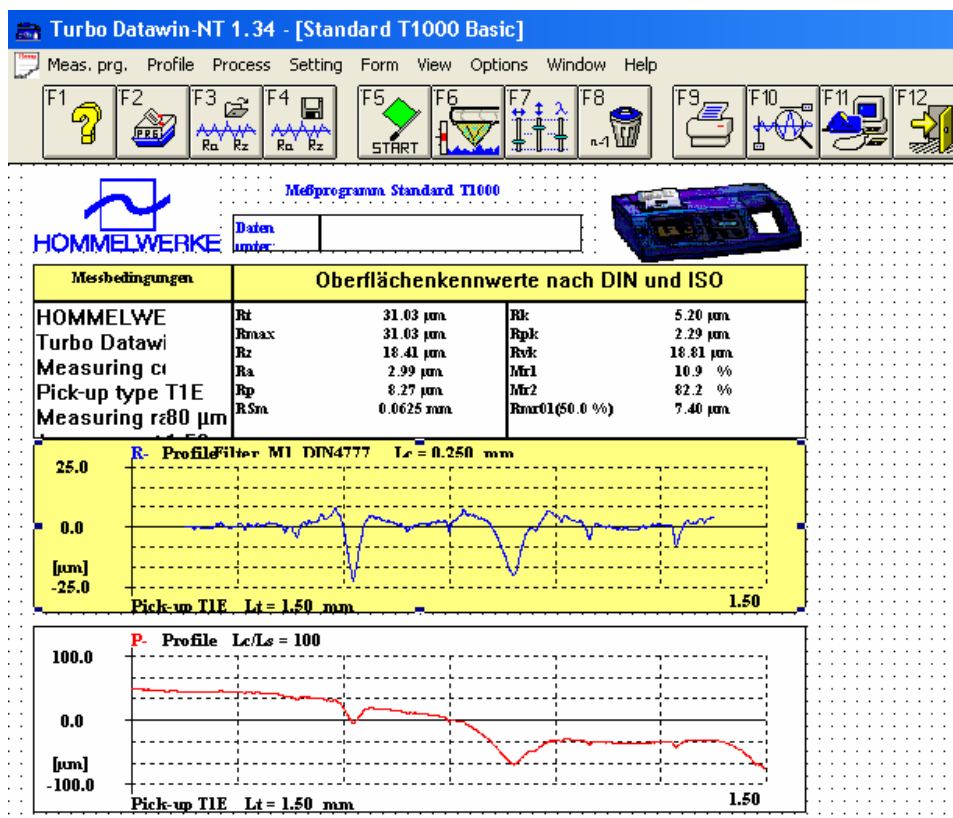 Turbo Datawin-NT 1.34 - [Standard T1000 Basic]
Meas. prg. Profile Process Setting Form View Options Window Help
F1 F2 F3 F4 F5 F6 F7 F8 F9 F10 F11 F12
PRG Ra Rz Ra Rz START λ n-1
Meßprogramm Standard T1000
HOMMELWERKE
Daten
unter:
Messbedingungen
Oberflächenkennwerte nach DIN und ISO
HOMMELWE
Turbo Datawi
Measuring co
Pick-up type T1E
Measuring ra80 µm
Rt 31.03 µm Rk 5.20 µm
Rmax 31.03 µm Rpk 2.29 µm
Rz 18.41 µm Rvk 18.81 µm
Ra 2.99 µm Mr1 10.9 %
Rp 8.27 µm Mr2 82.2 %
RSm 0.0625 mm Rmr01(50.0 %) 7.40 µm
R- ProfileFilter M1 DIN4777 Lc = 0.250 mm
25.0
0.0
[µm]
-25.0
Pick-up T1E Lt = 1.50 mm 1.50
P- Profile Lc/Ls = 100
100.0
0.0
[µm]
-100.0
Pick-up T1E Lt = 1.50 mm 1.50